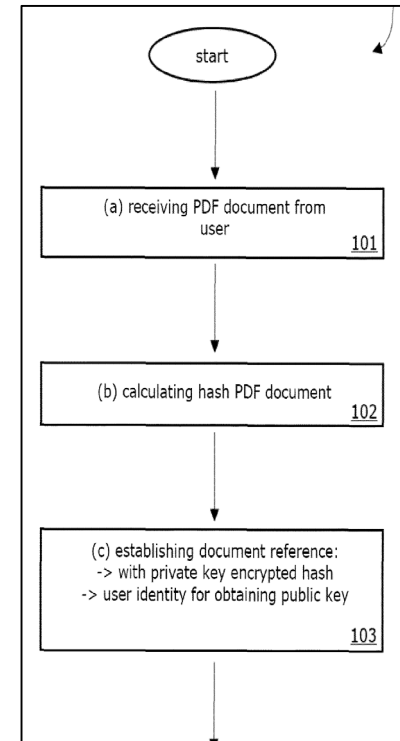 start
(a) receiving PDF document from
user
101
(b) calculating hash PDF document
102
(c) establishing document reference:
-> with private key encrypted hash
-> user identity for obtaining public key
103